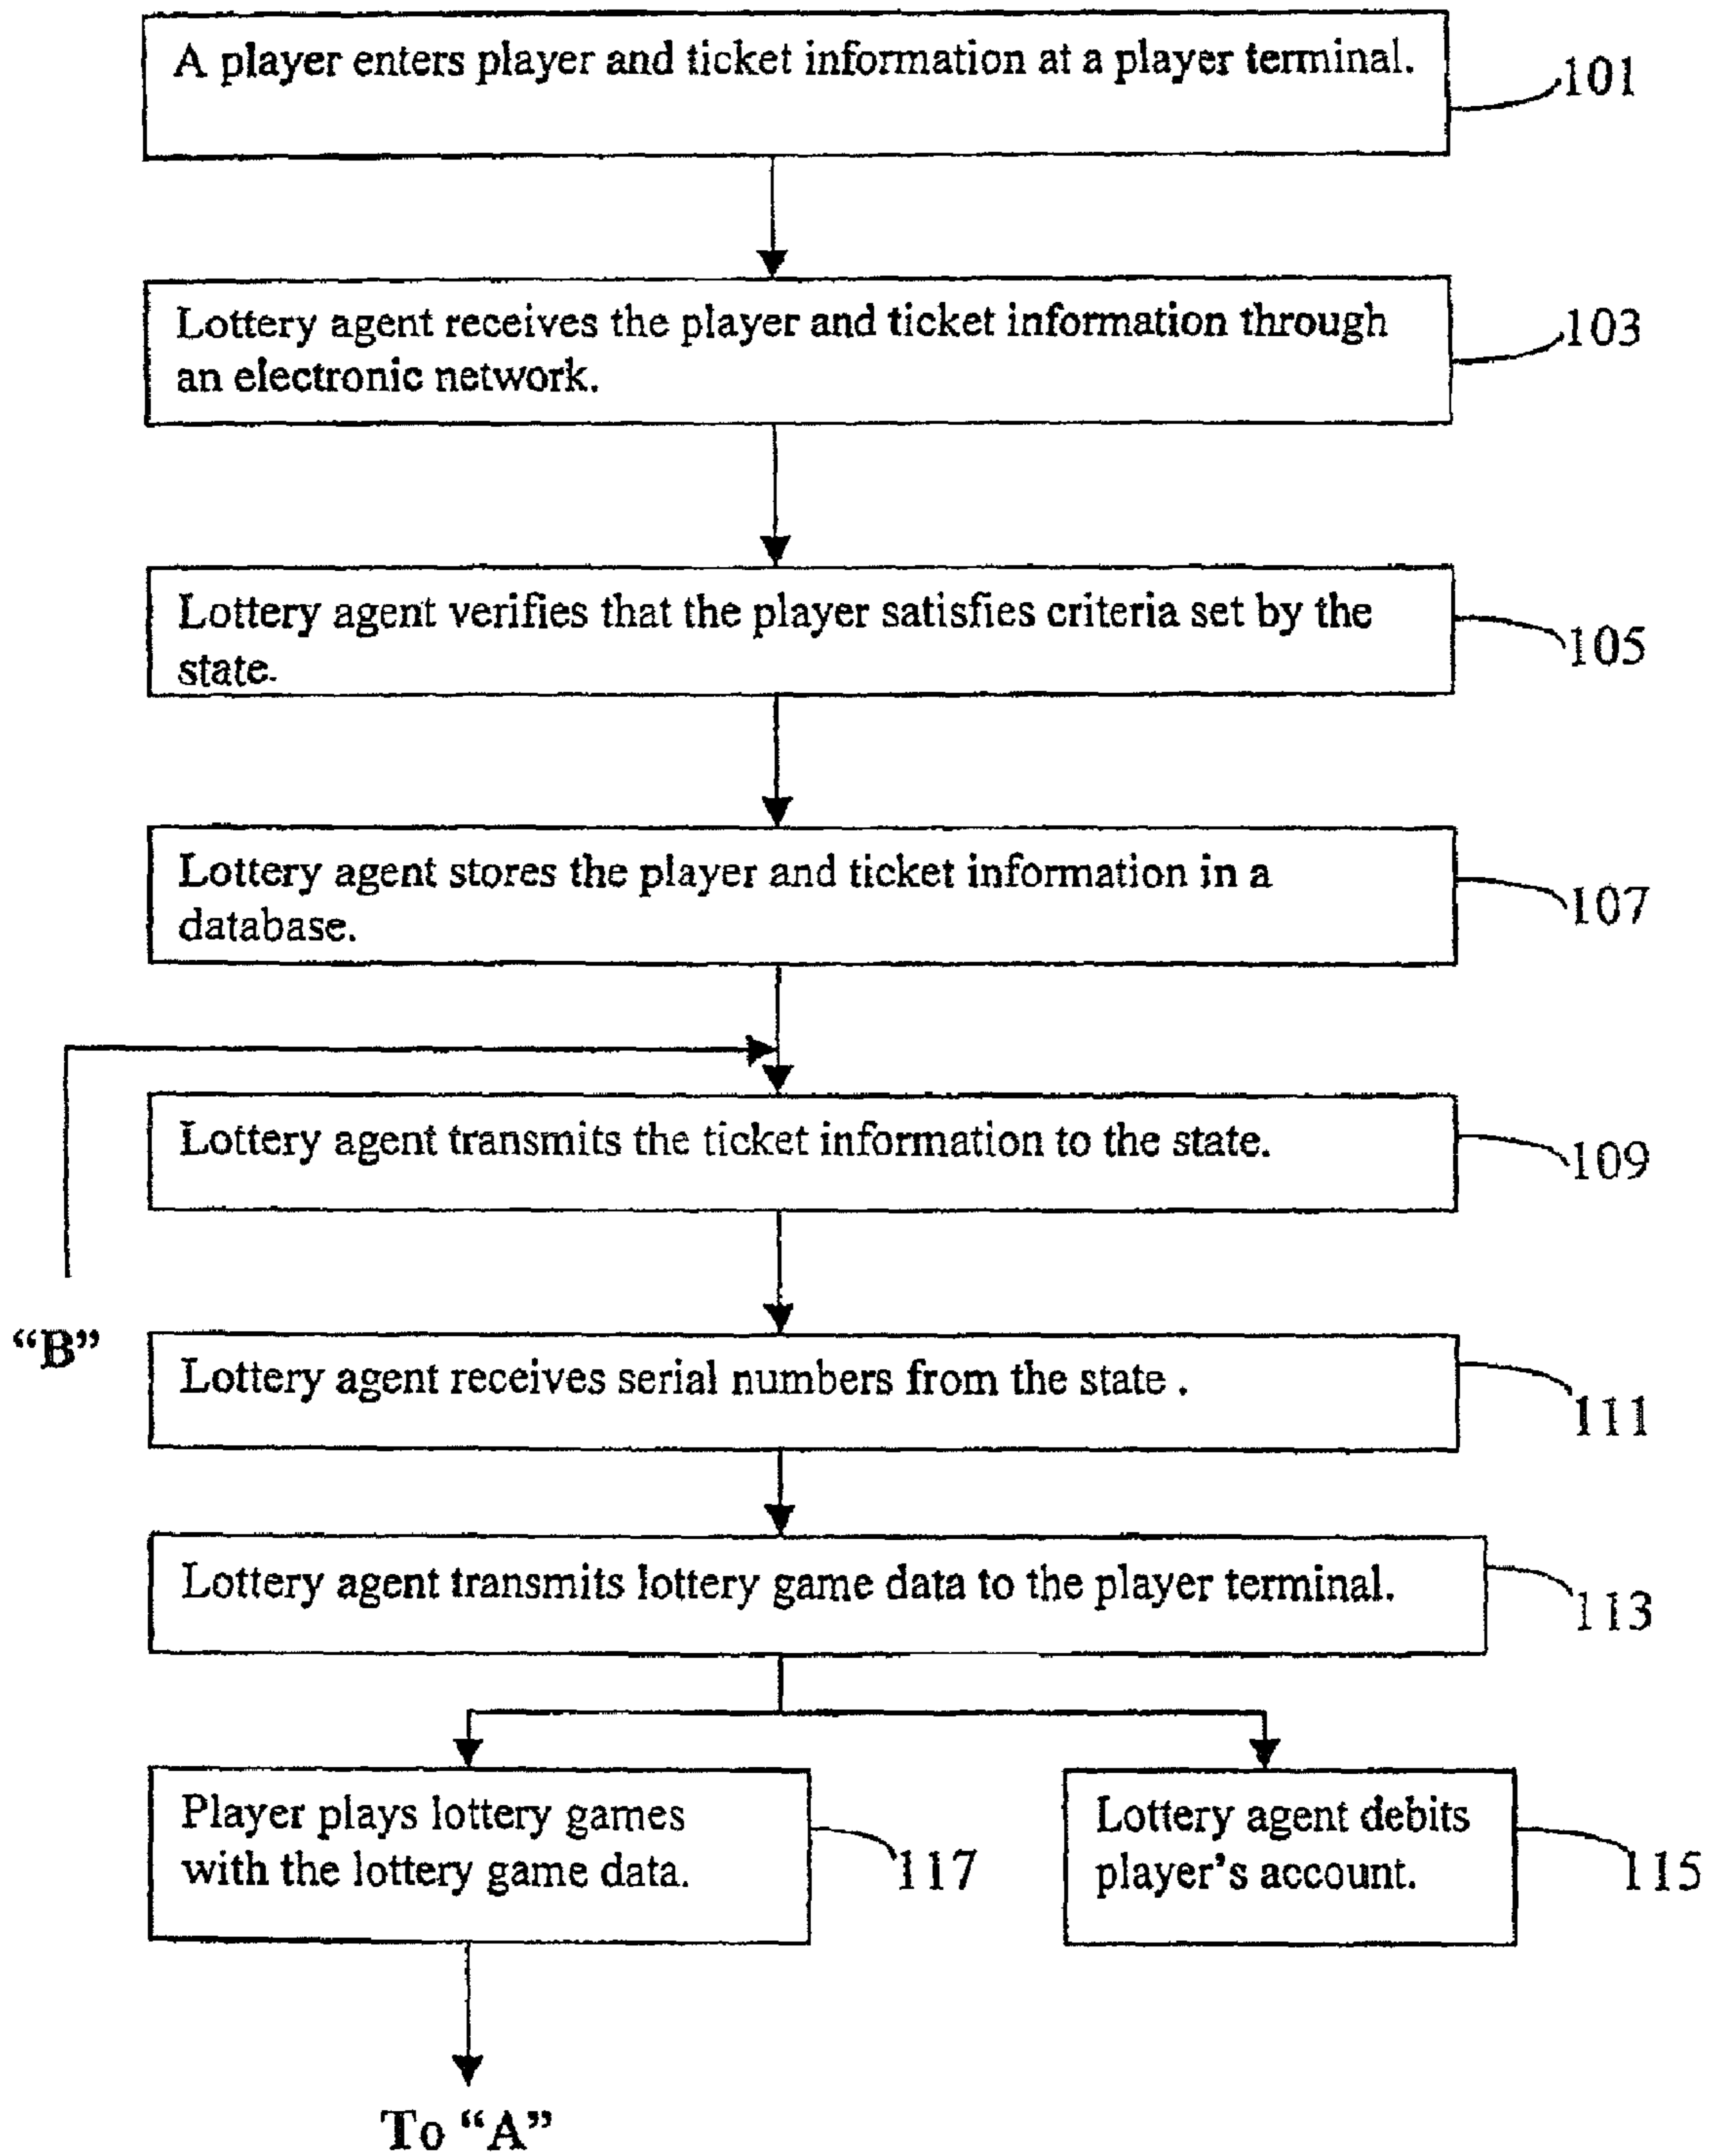 A player enters player and ticket information at a player terminal.
101
Lottery agent receives the player and ticket information through
an electronic network.
103
Lottery agent verifies that the player satisfies criteria set by the
state.
105
Lottery agent stores the player and ticket information in a
database.
107
Lottery agent transmits the ticket information to the state.
109
“B”
Lottery agent receives serial numbers from the state .
111
Lottery agent transmits lottery game data to the player terminal.
113
Player plays lottery games
with the lottery game data.
117
Lottery agent debits
player’s account.
115
To “A”